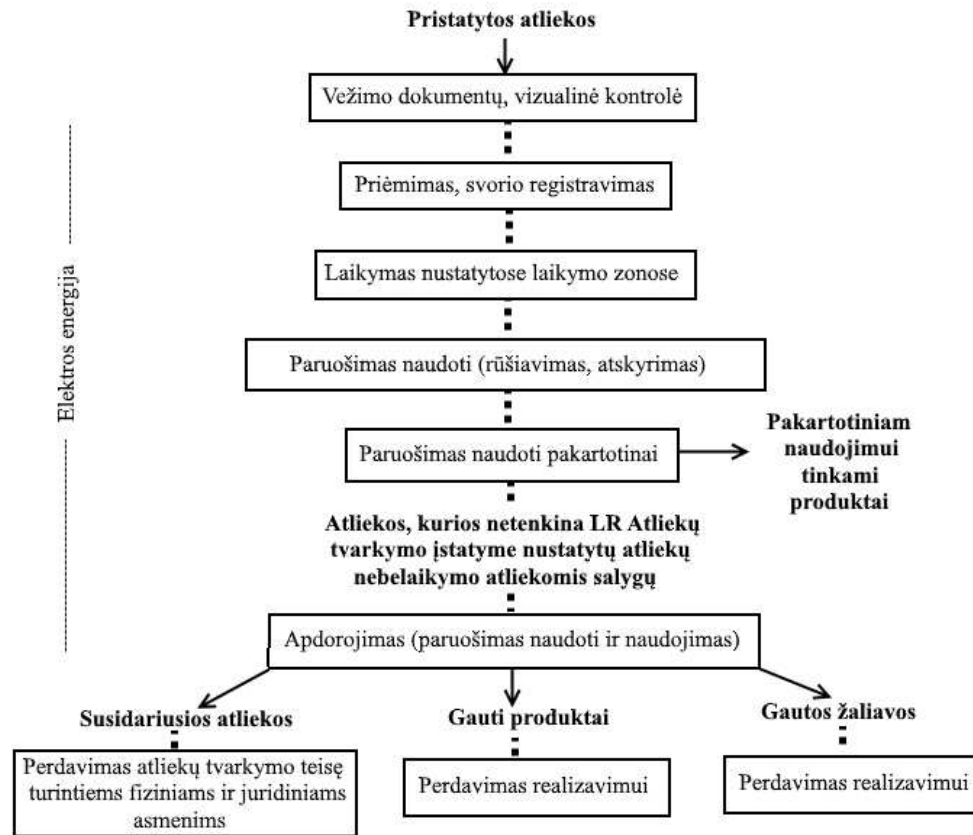 Pristatytos atliekos
Vežimo dokumentų, vizualinė kontrolė
Priėmimas, svorio registravimas
Laikymas nustatytose laikymo zonose
Elektros energija
Paruošimas naudoti (rūšiavimas, atskyrimas)
Paruošimas naudoti pakartotinai
Pakartotiniam
naudojimui
tinkami
produktai
Atliekos, kurios netenkina LR Atliekų
tvarkymo įstatyme nustatytų atliekų
nebelaikymo atliekomis salygų
Apdorojimas (paruošimas naudoti ir naudojimas)
Susidariusios atliekos
Perdavimas atliekų tvarkymo teisę
turintiems fiziniams ir juridiniams
asmenims
Gauti produktai
Perdavimas realizavimui
Gautos žaliavos
Perdavimas realizavimui